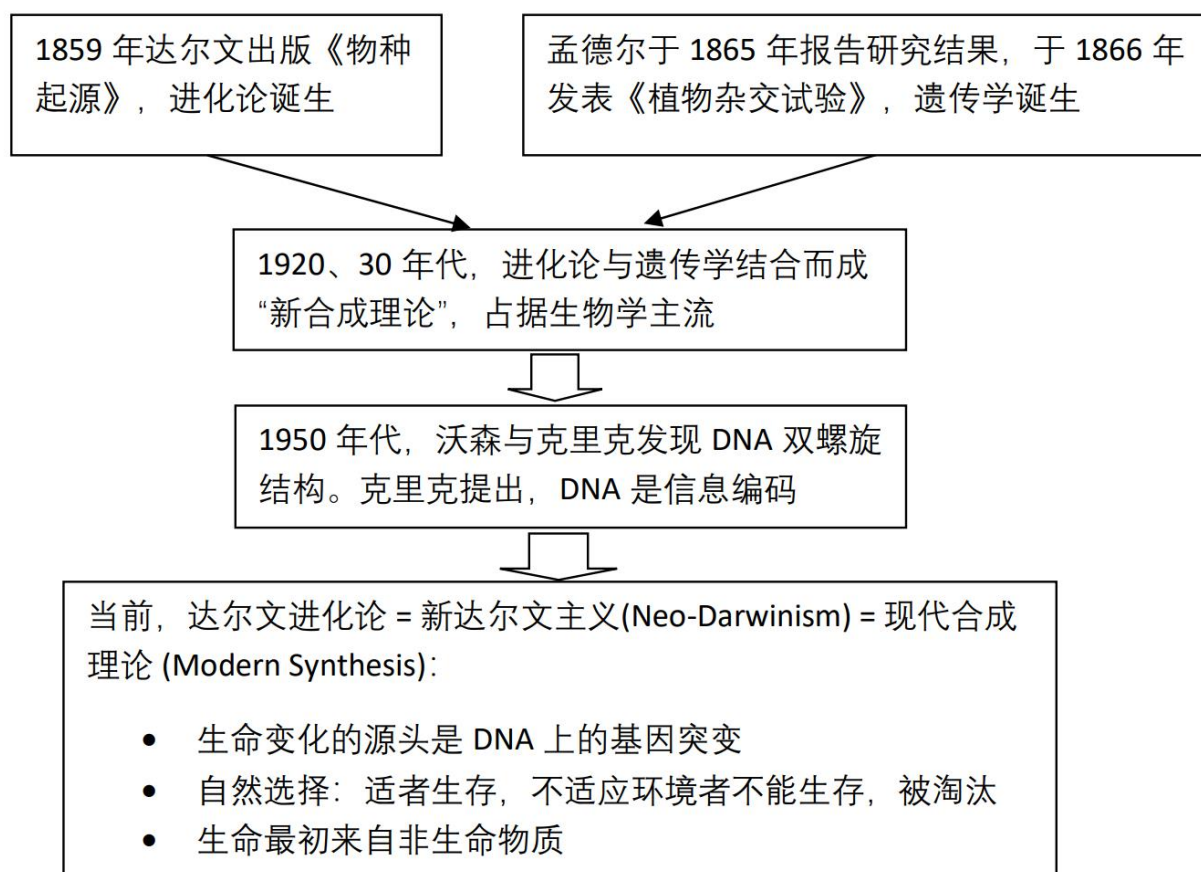 1859 年达尔文出版《物种
起源》，进化论诞生
孟德尔于 1865 年报告研究结果，于 1866 年
发表《植物杂交试验》，遗传学诞生
1920、30 年代，进化论与遗传学结合而成
“新合成理论”，占据生物学主流
1950 年代，沃森与克里克发现 DNA 双螺旋
结构。克里克提出，DNA 是信息编码
当前，达尔文进化论 = 新达尔文主义(Neo-Darwinism) = 现代合成
理论 (Modern Synthesis)：
• 生命变化的源头是 DNA 上的基因突变
• 自然选择：适者生存，不适应环境者不能生存，被淘汰
• 生命最初来自非生命物质